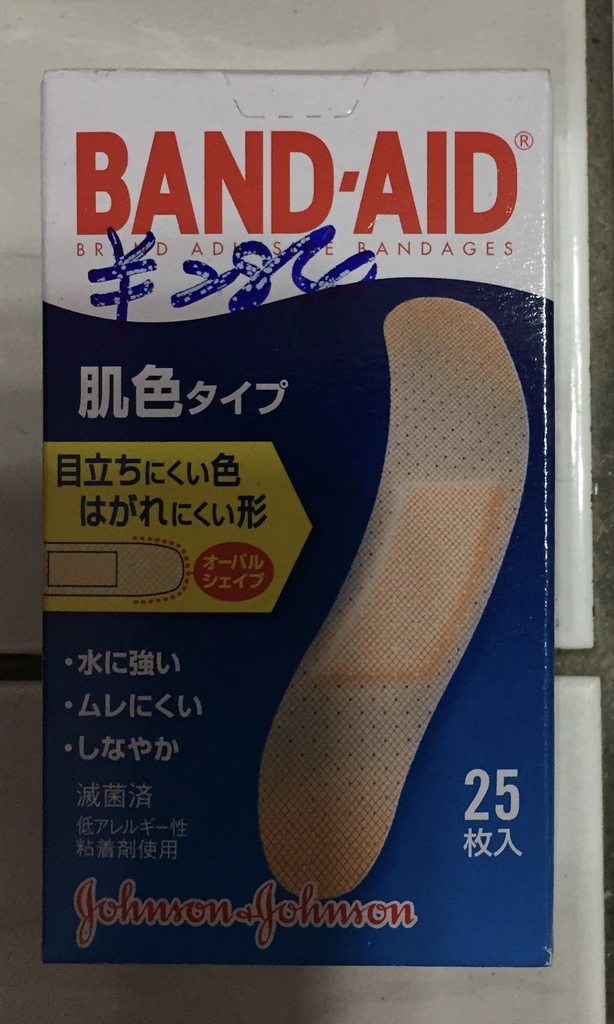 BAND-AID®
BRAND ADHESIVE BANDAGES
肌色タイプ
目立ちにくい色
はがれにくい形
オーバル
シェイプ
・水に強い
・ムレにくい
・しなやか
滅菌済
低アレルギー性
粘着剤使用
25
枚入
Johnson & Johnson